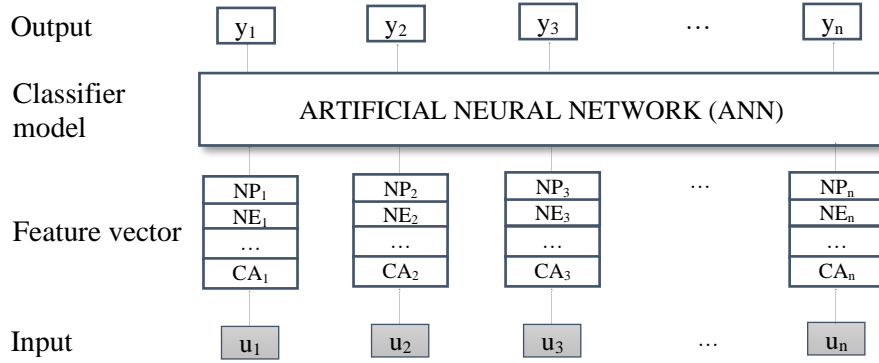 Output y₁ y₂ y₃ … yₙ
Classifier model
ARTIFICIAL NEURAL NETWORK (ANN)
Feature vector
NP₁ NP₂ NP₃ … NPₙ
NE₁ NE₂ NE₃ NEₙ
… … … …
CA₁ CA₂ CA₃ CAₙ
Input u₁ u₂ u₃ … uₙ